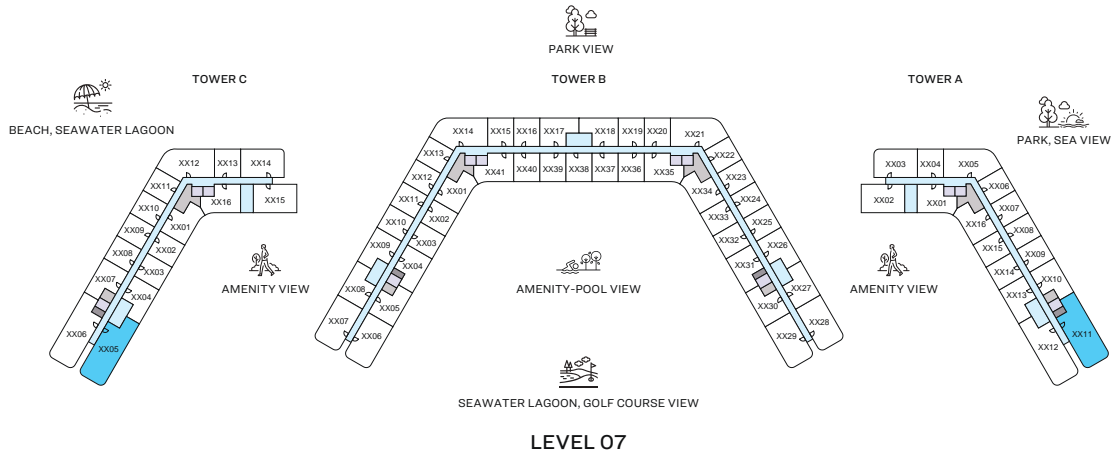 PARK VIEW
TOWER C
TOWER B
TOWER A
BEACH, SEAWATER LAGOON
PARK, SEA VIEW
XX12
XX13
XX14
XX11
XX10
XX09
XX08
XX07
XX06
XX16
XX15
XX01
XX02
XX03
XX04
XX05
XX14
XX15
XX16
XX17
XX18
XX19
XX20
XX21
XX13
XX12
XX11
XX10
XX09
XX08
XX07
XX41
XX40
XX39
XX38
XX37
XX36
XX35
XX01
XX02
XX03
XX04
XX05
XX06
XX22
XX23
XX24
XX25
XX26
XX27
XX28
XX34
XX33
XX32
XX31
XX30
XX29
XX03
XX04
XX05
XX02
XX01
XX06
XX07
XX08
XX09
XX10
XX11
XX16
XX15
XX14
XX13
XX12
AMENITY VIEW
AMENITY-POOL VIEW
AMENITY VIEW
SEAWATER LAGOON, GOLF COURSE VIEW
LEVEL 07